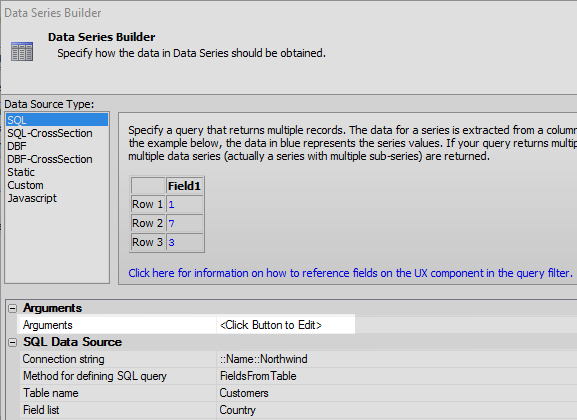 Data Series Builder
Data Series Builder
Specify how the data in Data Series should be obtained.
Data Source Type:
SQL
SQL-CrossSection
DBF
DBF-CrossSection
Static
Custom
Javascript
Specify a query that returns multiple records. The data for a series is extracted from a colum
the example below, the data in blue represents the series values. If your query returns multip
multiple data series (actually a series with multiple sub-series) are returned.
Field1
Row 1 1
Row 2 7
Row 3 3
Click here for information on how to reference fields on the UX component in the query filter.
Arguments
Arguments <Click Button to Edit>
SQL Data Source
Connection string ::Name::Northwind
Method for defining SQL query FieldsFromTable
Table name Customers
Field list Country